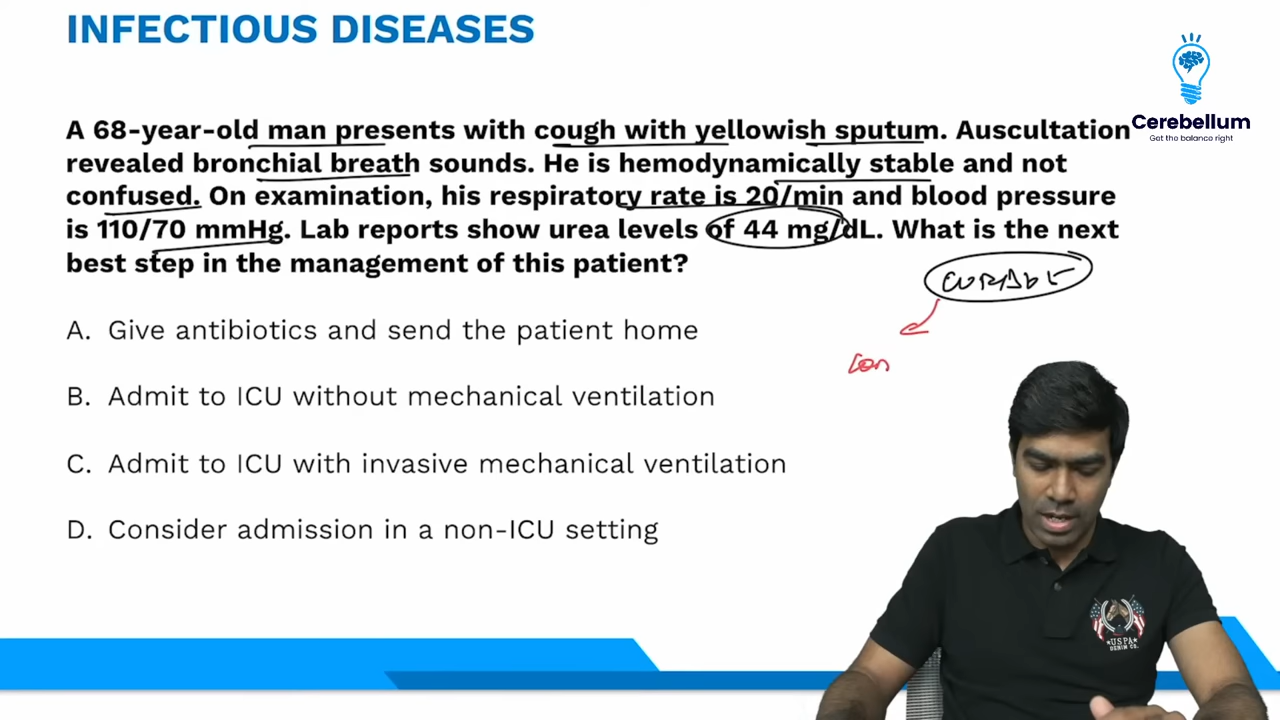 INFECTIOUS DISEASES
Cerebellum
Get the balance right
A 68-year-old man presents with cough with yellowish sputum. Auscultation
revealed bronchial breath sounds. He is hemodynamically stable and not
confused. On examination, his respiratory rate is 20/min and blood pressure
is 110/70 mmHg. Lab reports show urea levels of 44 mg/dL. What is the next
best step in the management of this patient?
A. Give antibiotics and send the patient home
B. Admit to ICU without mechanical ventilation
C. Admit to ICU with invasive mechanical ventilation
D. Consider admission in a non-ICU setting
Con
USPA
DENIM CO.